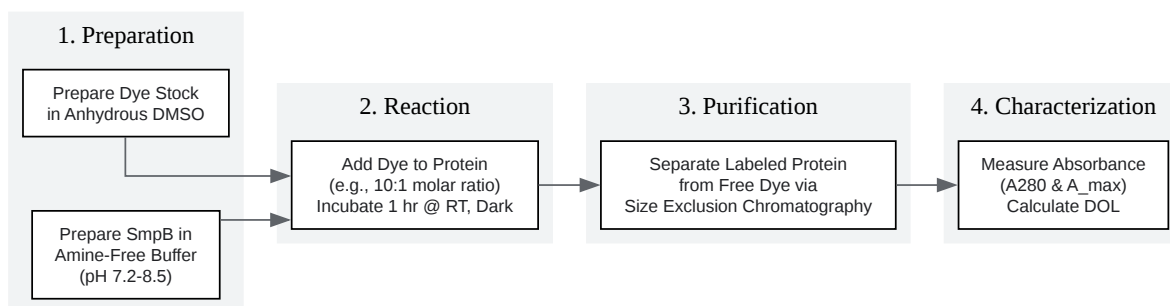 1. Preparation
Prepare Dye Stock
in Anhydrous DMSO
Prepare SmpB in
Amine-Free Buffer
(pH 7.2-8.5)
2. Reaction
Add Dye to Protein
(e.g., 10:1 molar ratio)
Incubate 1 hr @ RT, Dark
3. Purification
Separate Labeled Protein
from Free Dye via
Size Exclusion Chromatography
4. Characterization
Measure Absorbance
(A280 & A_max)
Calculate DOL